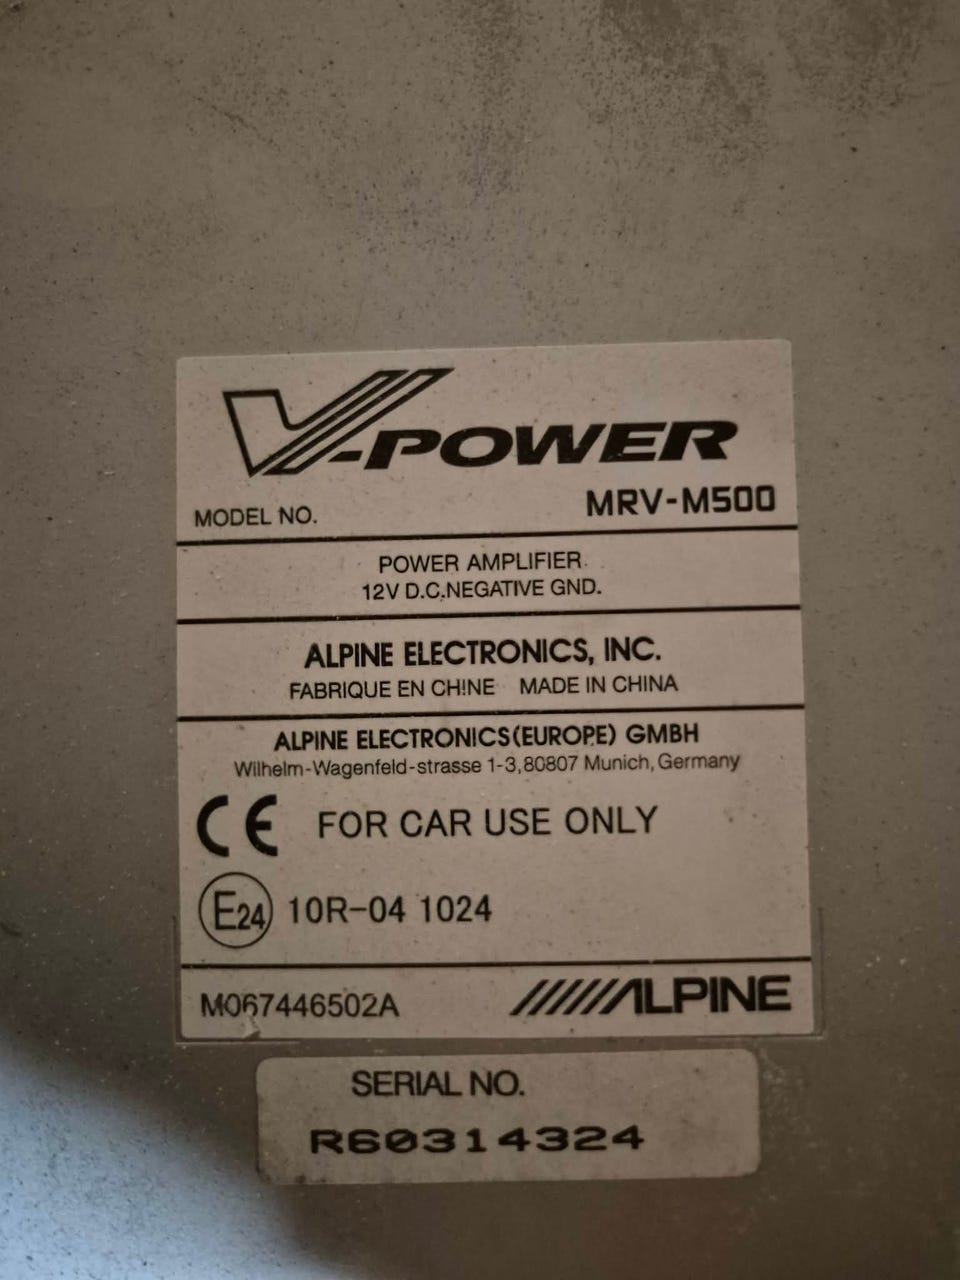 V-POWER
MODEL NO. MRV-M500
POWER AMPLIFIER
12V D.C.NEGATIVE GND.
ALPINE ELECTRONICS, INC.
FABRIQUE EN CHINE MADE IN CHINA
ALPINE ELECTRONICS(EUROPE) GMBH
Wilhelm-Wagenfeld-strasse 1-3,80807 Munich, Germany
CE FOR CAR USE ONLY
E24 10R-04 1024
M067446502A ALPINE
SERIAL NO.
R60314324